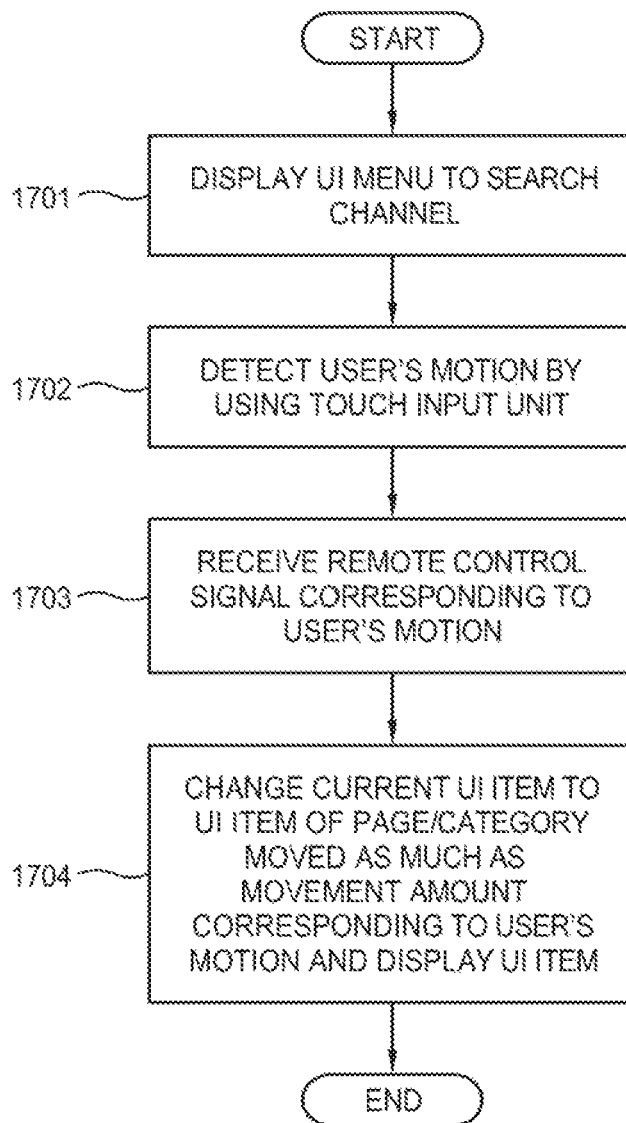 START
1701
DISPLAY UI MENU TO SEARCH
CHANNEL
1702
DETECT USER'S MOTION BY
USING TOUCH INPUT UNIT
1703
RECEIVE REMOTE CONTROL
SIGNAL CORRESPONDING TO
USER'S MOTION
1704
CHANGE CURRENT UI ITEM TO
UI ITEM OF PAGE/CATEGORY
MOVED AS MUCH AS
MOVEMENT AMOUNT
CORRESPONDING TO USER'S
MOTION AND DISPLAY UI ITEM
END